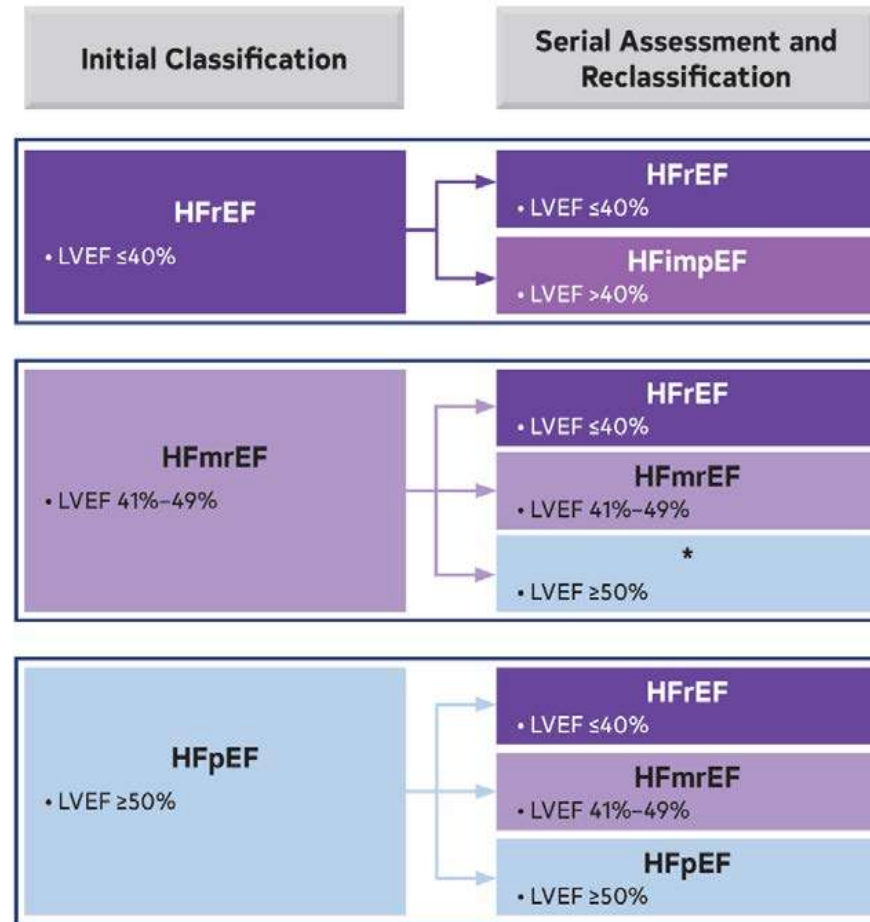 Initial Classification
Serial Assessment and
Reclassification
HFrEF
• LVEF ≤40%
HFrEF
• LVEF ≤40%
HFimpEF
• LVEF >40%
HFmrEF
• LVEF 41%–49%
HFrEF
• LVEF ≤40%
HFmrEF
• LVEF 41%–49%
*
• LVEF ≥50%
HFpEF
• LVEF ≥50%
HFrEF
• LVEF ≤40%
HFmrEF
• LVEF 41%–49%
HFpEF
• LVEF ≥50%